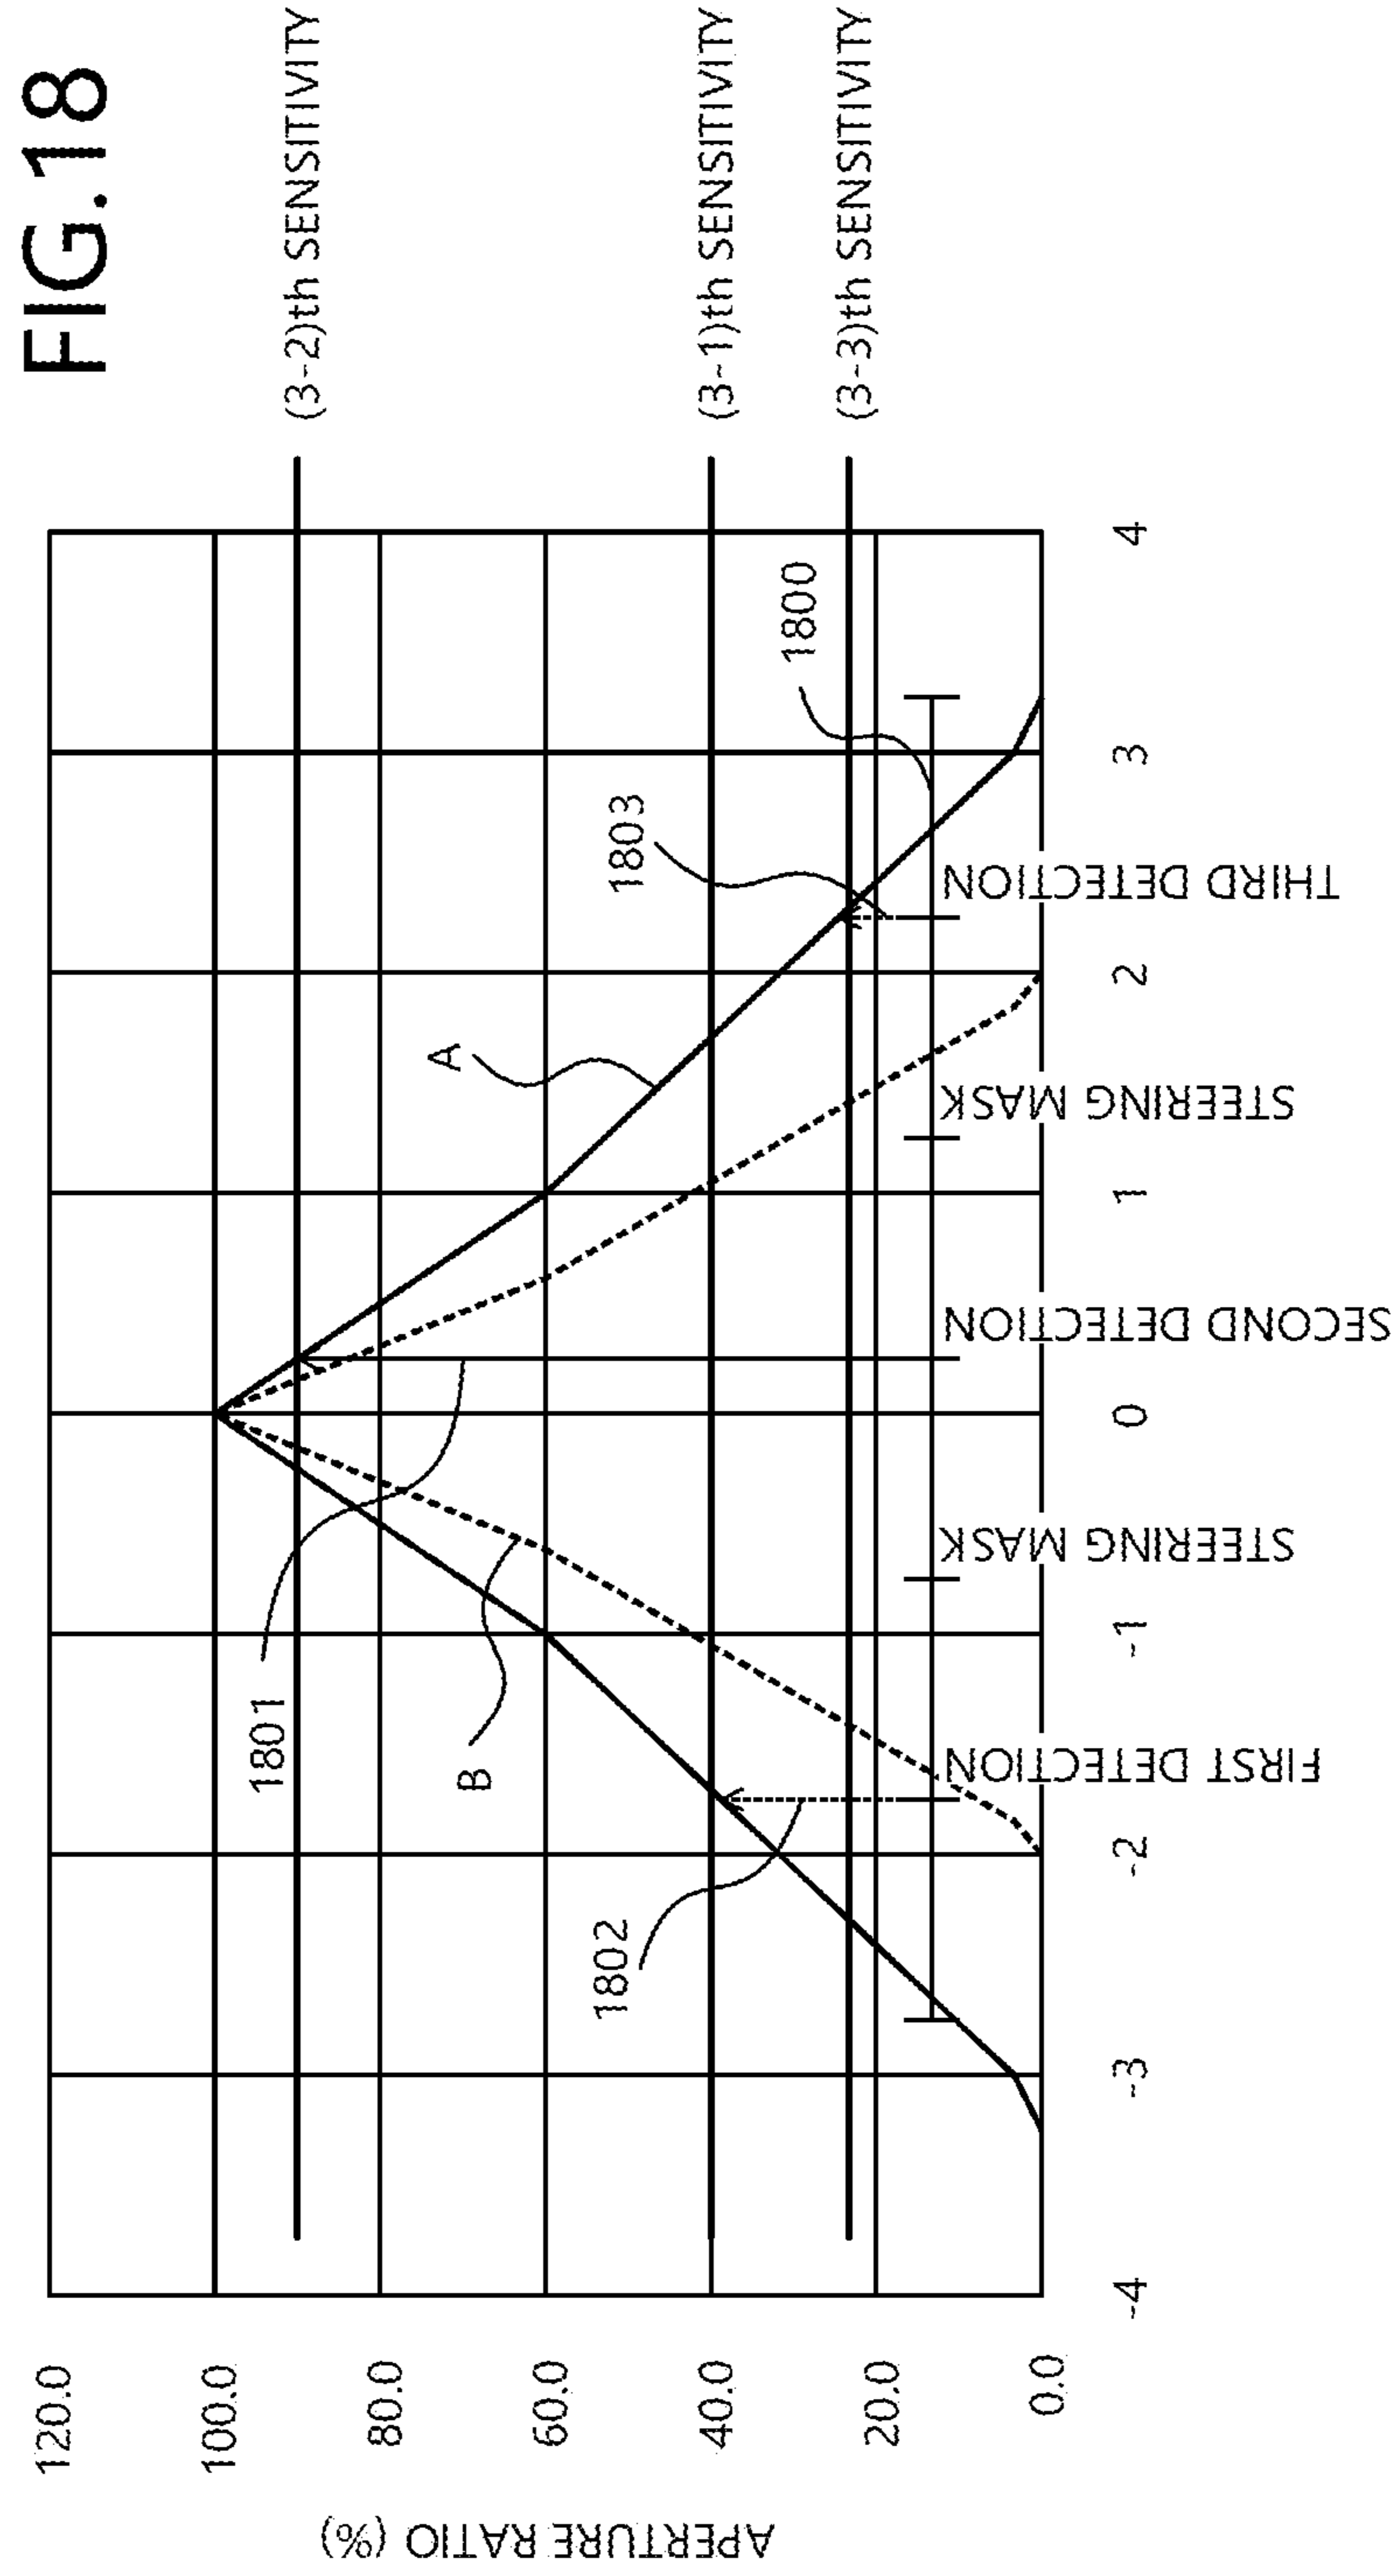 FIG.18
APERTURE RATIO (%)
120.0
100.0
80.0
60.0
40.0
20.0
0.0
-4
-3
-2
-1
0
1
2
3
4
(3-2)th SENSITIVITY
(3-1)th SENSITIVITY
(3-3)th SENSITIVITY
1801
B
1802
A
1803
1800
FIRST DETECTION
STEERING MASK
SECOND DETECTION
STEERING MASK
THIRD DETECTION